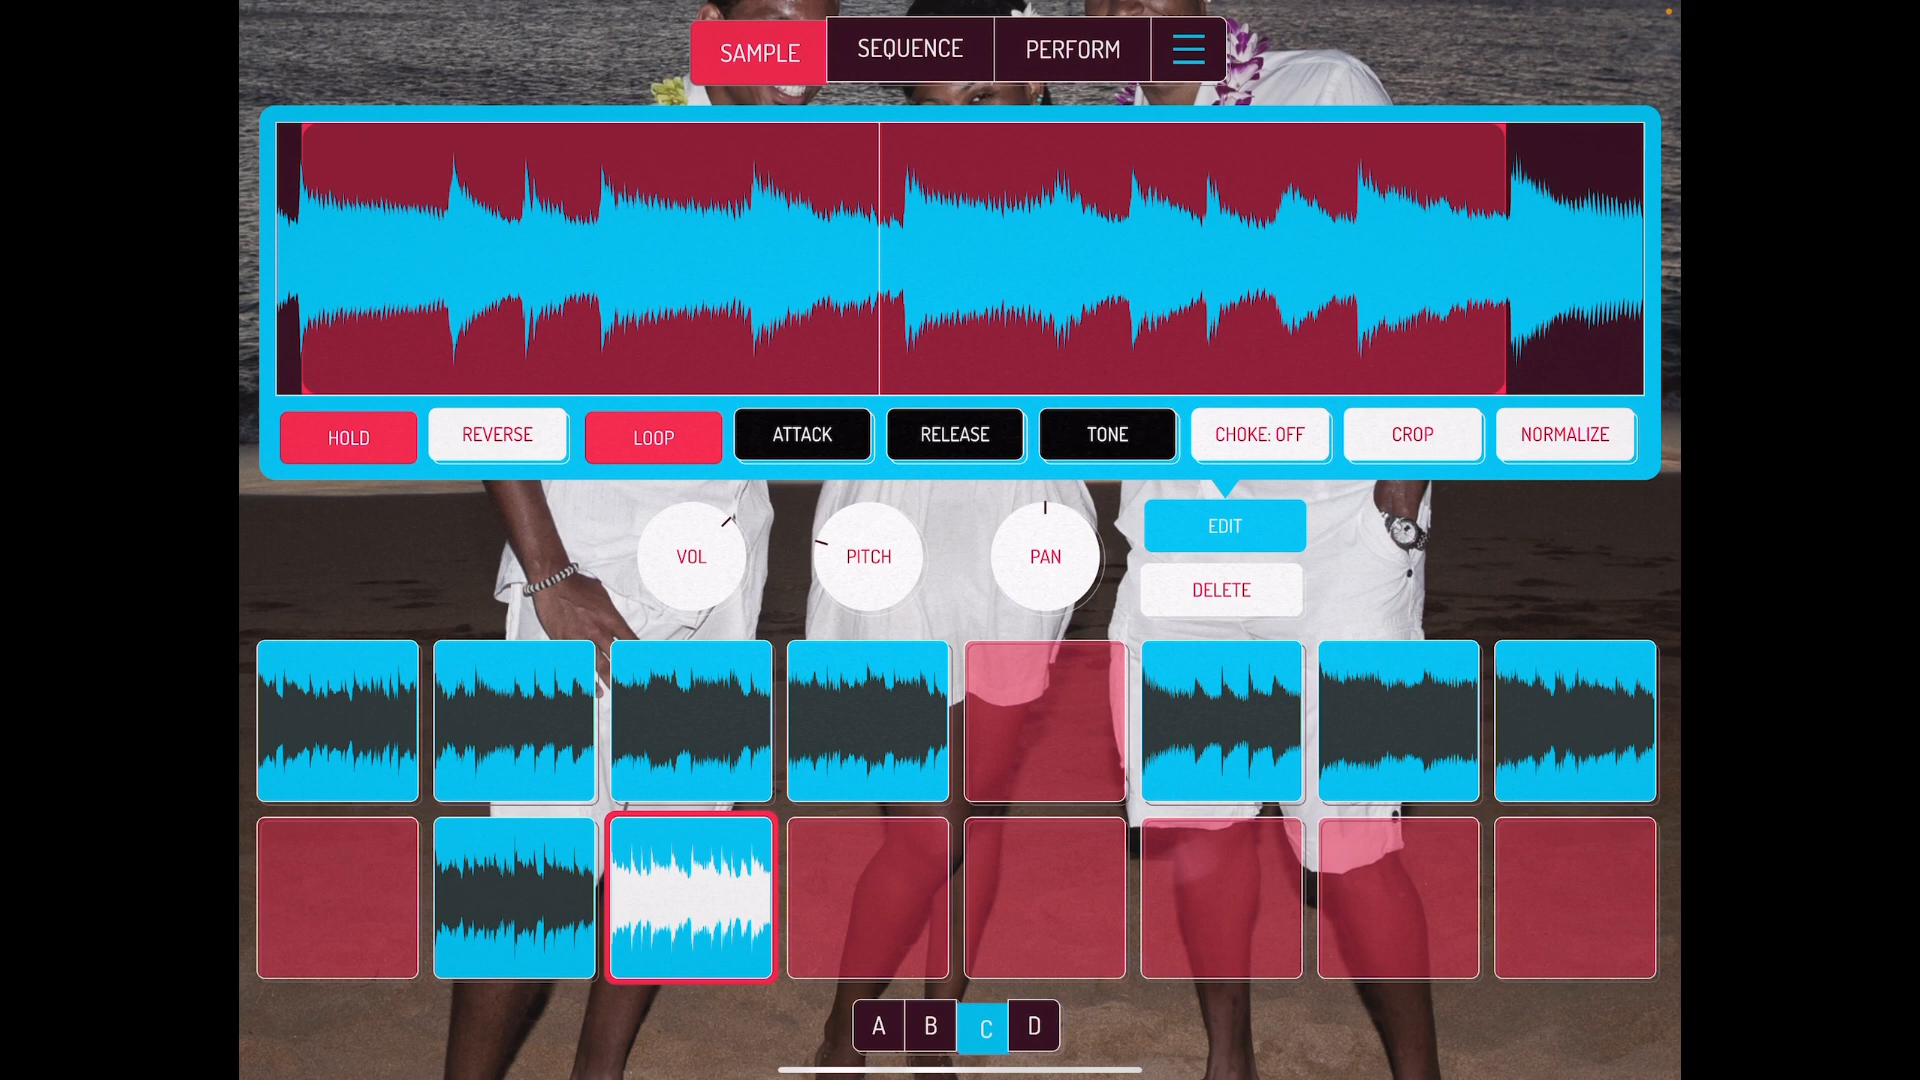 SAMPLE
SEQUENCE
PERFORM
HOLD
REVERSE
LOOP
ATTACK
RELEASE
TONE
CHOKE: OFF
CROP
NORMALIZE
VOL
PITCH
PAN
EDIT
DELETE
A
B
C
D